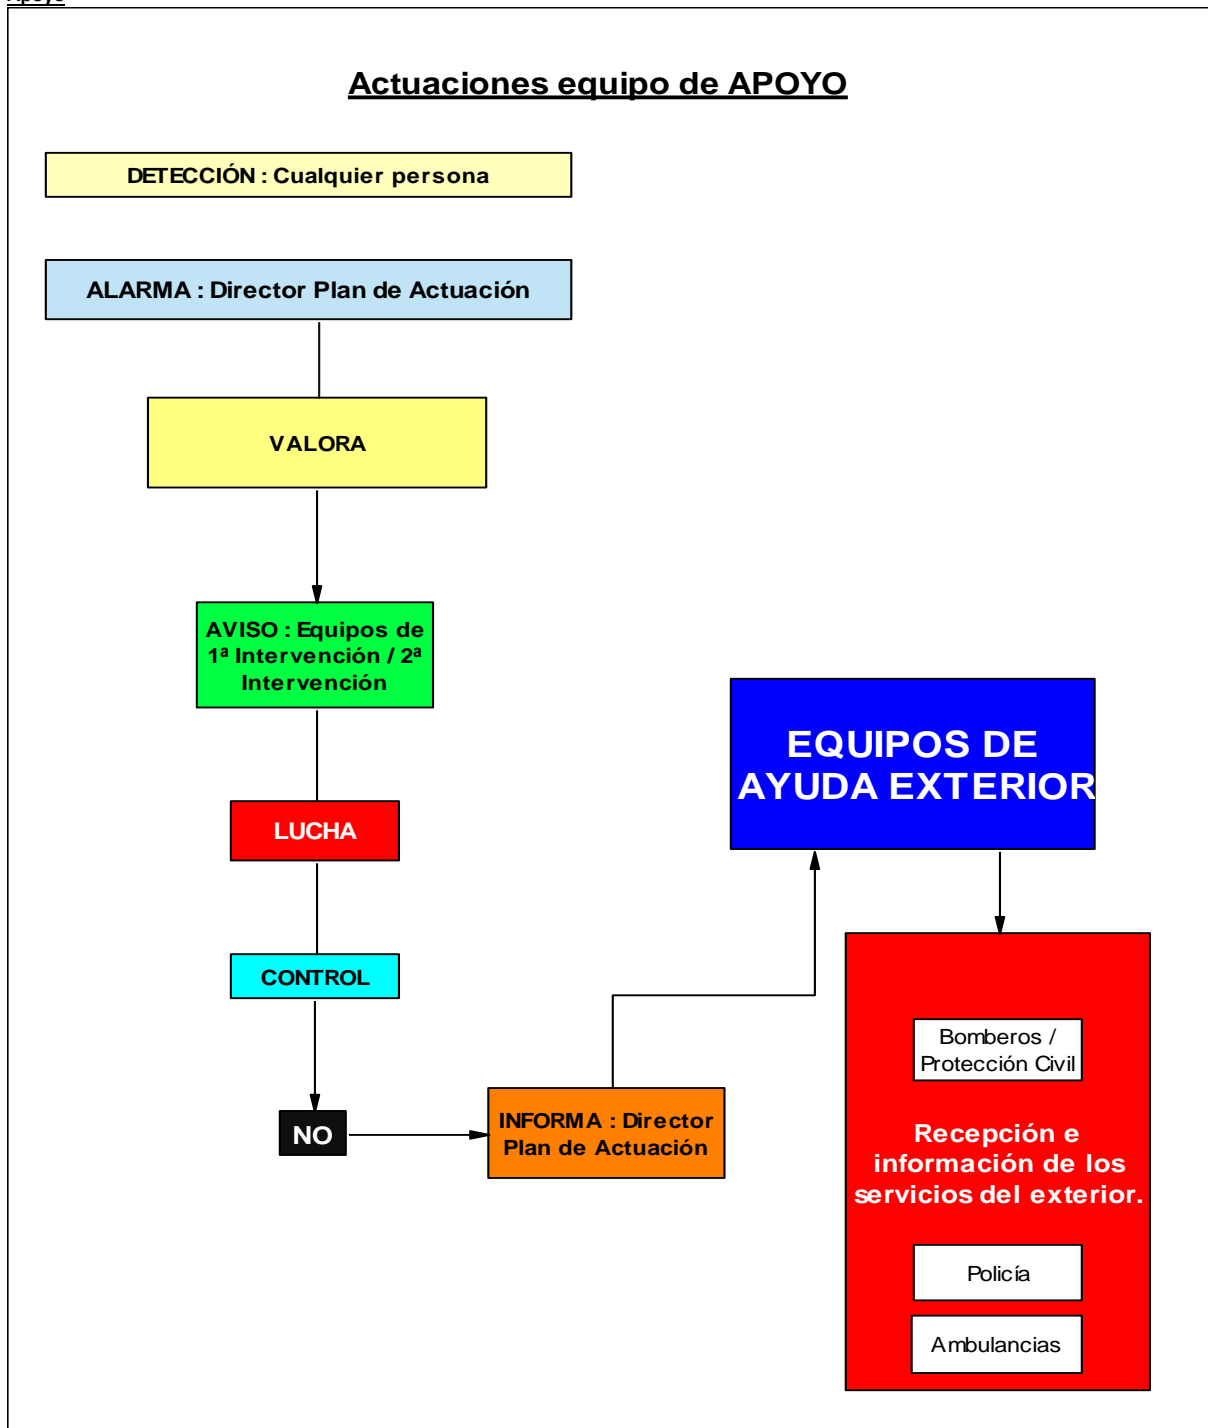 Apoyo
Actuaciones equipo de APOYO
DETECCIÓN : Cualquier persona
ALARMA : Director Plan de Actuación
VALORA
AVISO : Equipos de
1ª Intervención / 2ª
Intervención
EQUIPOS DE
AYUDA EXTERIOR
LUCHA
CONTROL
NO
INFORMA : Director
Plan de Actuación
Bomberos /
Protección Civil
Recepción e
información de los
servicios del exterior.
Policía
Ambulancias